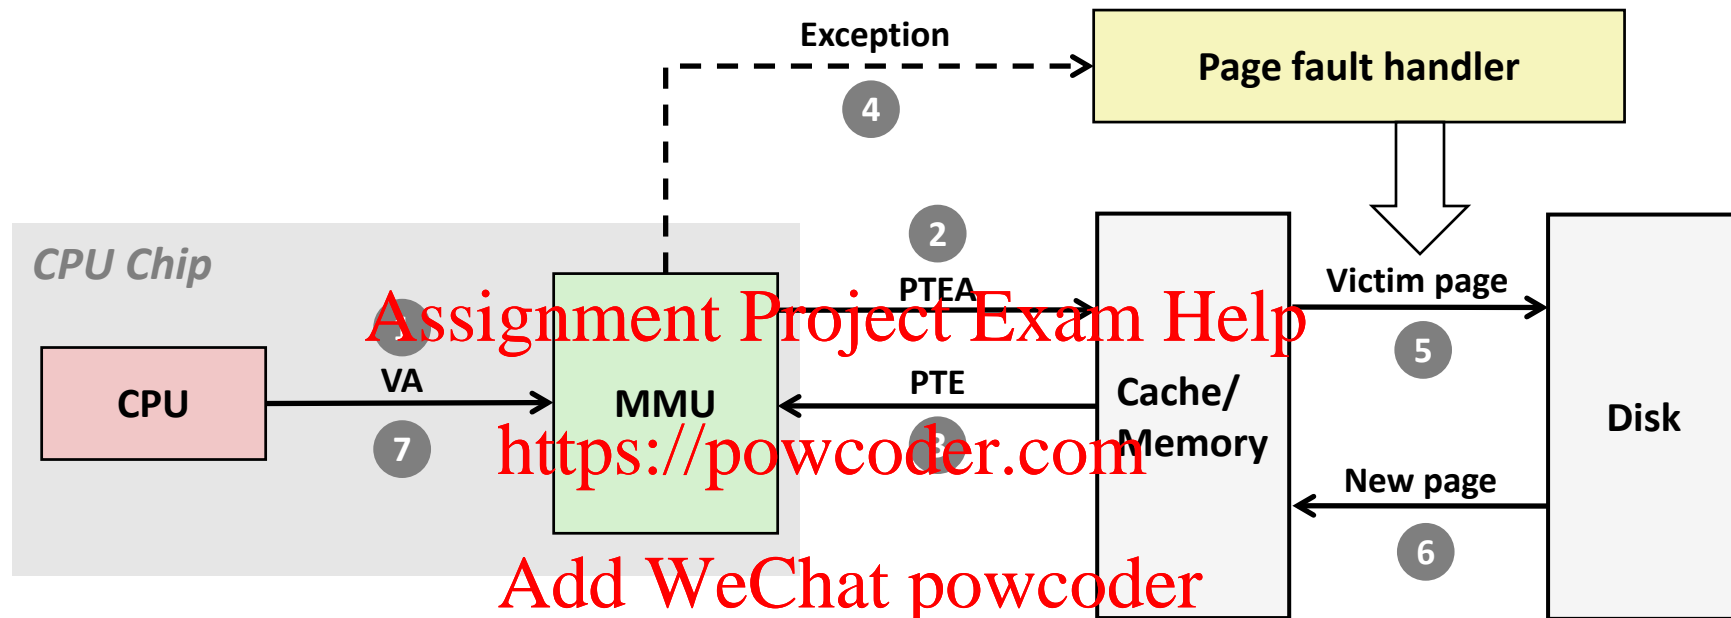 Exception
Page fault handler
4
2
CPU Chip
PTEA
Victim page
Assignment Project Exam Help
5
CPU
VA
MMU
PTE
Cache/
Memory
Disk
7
https://powcoder.com
3
New page
6
Add WeChat powcoder